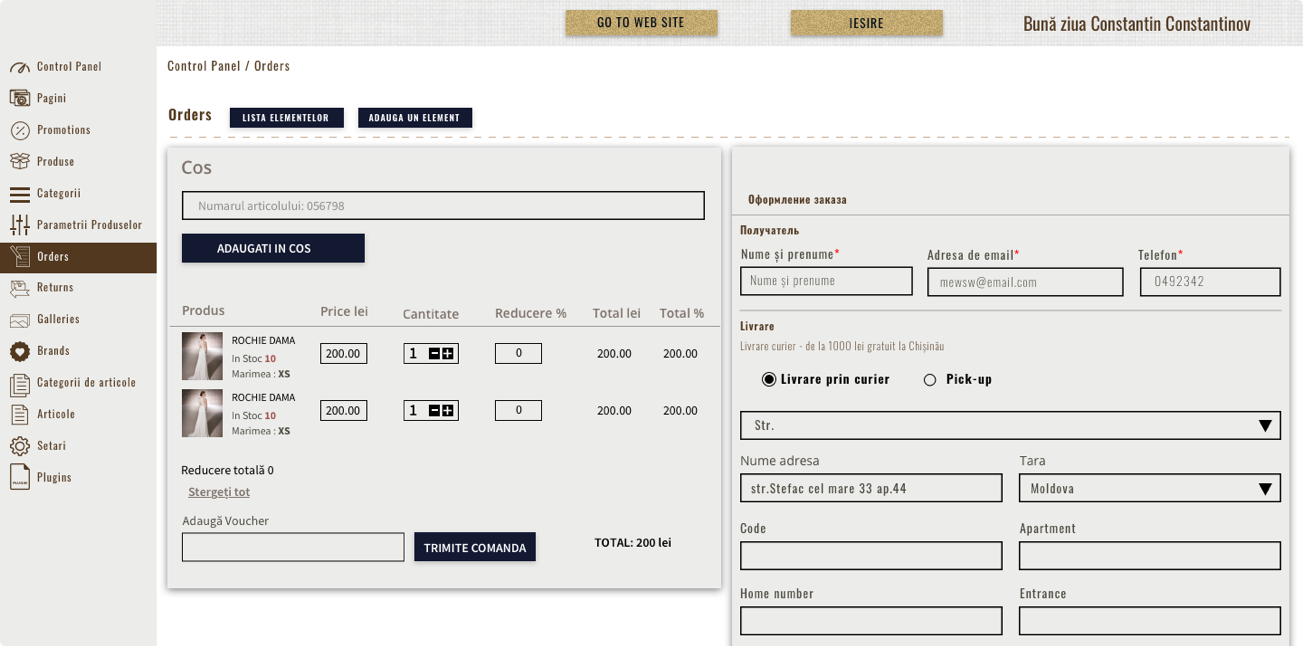 GO TO WEB SITE
IESIRE
Bună ziua Constantin Constantinov
Control Panel
Pagini
Promotions
Produse
Categorii
Parametrii Produselor
Orders
Returns
Galleries
Brands
Categorii de articole
Articole
Setari
Plugins
Control Panel / Orders
Orders
LISTA ELEMENTELOR
ADAUGA UN ELEMENT
Cos
Numarul articolului: 056798
ADAUGATI IN COS
Produs Price lei Cantitate Reducere % Total lei Total %
ROCHIE DAMA
In Stoc 10
Marimea : XS
200.00 1 0 200.00 200.00
ROCHIE DAMA
In Stoc 10
Marimea : XS
200.00 1 0 200.00 200.00
Reducere totală 0
Stergeți tot
Adaugă Voucher
TRIMITE COMANDA
TOTAL: 200 lei
Оформление заказа
Получатель
Nume și prenume* Adresa de email* Telefon*
Nume și prenume mewsw@email.com 0492342
Livrare
Livrare curier - de la 1000 lei gratuit la Chișinău
Livrare prin curier Pick-up
Str.
Nume adresa Tara
str.Stefac cel mare 33 ap.44 Moldova
Code Apartment
Home number Entrance